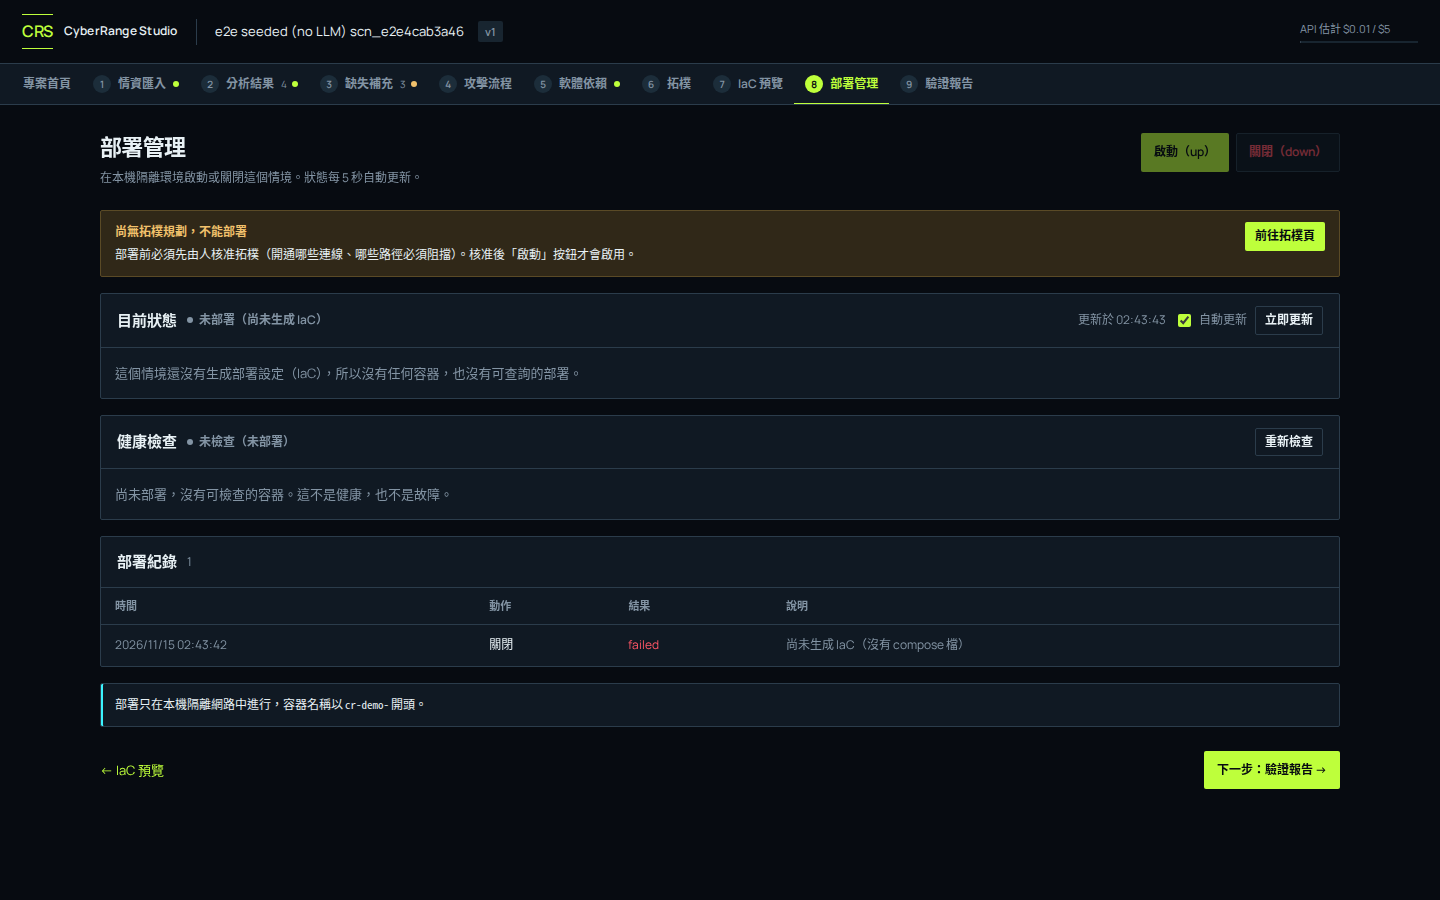 CRS CyberRange Studio e2e seeded (no LLM) scn_e2e4cab3a46 v1 API 估計 $0.01 / $5
專案首頁 1 情資匯入 2 分析結果 4 3 缺失補充 3 4 攻擊流程 5 軟體依賴 6 拓樸 7 IaC 預覽 8 部署管理 9 驗證報告
部署管理
啟動（up） 關閉（down）
在本機隔離環境啟動或關閉這個情境。狀態每 5 秒自動更新。
尚無拓樸規劃，不能部署
前往拓樸頁
部署前必須先由人核准拓樸（開通哪些連線、哪些路徑必須阻擋）。核准後「啟動」按鈕才會啟用。
目前狀態 未部署（尚未生成 IaC） 更新於 02:43:43 自動更新 立即更新
這個情境還沒有生成部署設定（IaC），所以沒有任何容器，也沒有可查詢的部署。
健康檢查 未檢查（未部署） 重新檢查
尚未部署，沒有可檢查的容器。這不是健康，也不是故障。
部署紀錄 1
時間 動作 結果 說明
2026/11/15 02:43:42 關閉 failed 尚未生成 IaC（沒有 compose 檔）
部署只在本機隔離網路中進行，容器名稱以 cr-demo- 開頭。
← IaC 預覽 下一步：驗證報告 →